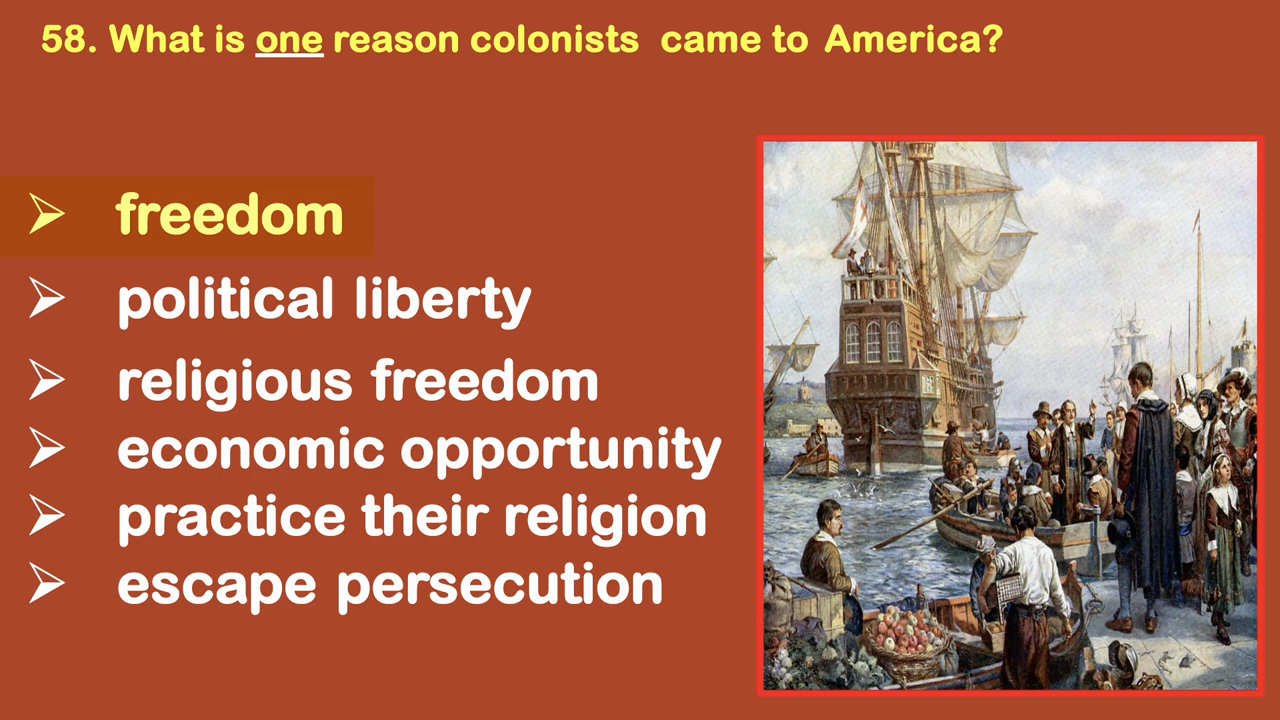 58. What is one reason colonists came to America?
➢ freedom
➢ political liberty
➢ religious freedom
➢ economic opportunity
➢ practice their religion
➢ escape persecution